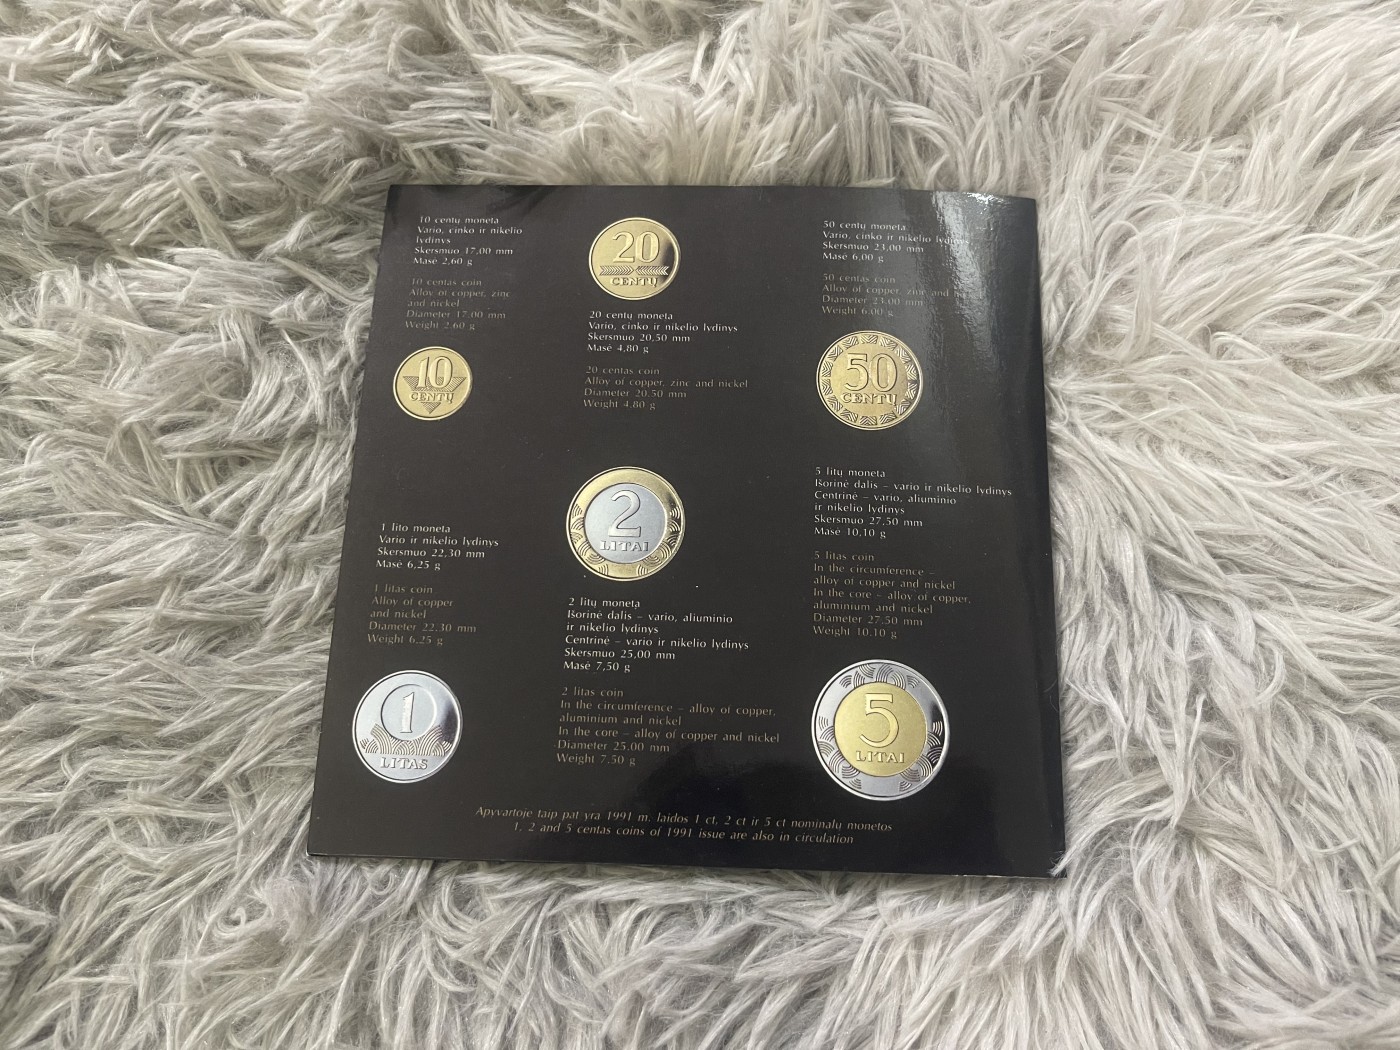 10 centų moneta
Vario, cinko ir nikelio
lydinys
Skersmuo 17,00 mm
Masė 2,60 g
10 centas coin
Alloy of copper, zinc
and nickel
Diameter 17.00 mm
Weight 2.60 g
10
CENTŲ
20
CENTŲ
20 centų moneta
Vario, cinko ir nikelio lydinys
Skersmuo 20,50 mm
Masė 4,80 g
20 centas coin
Alloy of copper, zinc and nickel
Diameter 20.50 mm
Weight 4.80 g
50 centų moneta
Vario, cinko ir nikelio lydinys
Skersmuo 23,00 mm
Masė 6,00 g
50 centas coin
Alloy of copper, zinc and
Diameter 23.00 mm
Weight 6.00 g
50
CENTŲ
1 lito moneta
Vario ir nikelio lydinys
Skersmuo 22,30 mm
Masė 6,25 g
1 litas coin
Alloy of copper
and nickel
Diameter 22.30 mm
Weight 6.25 g
1
LITAS
2
LITAI
2 litų moneta
Išorinė dalis – vario, aliuminio
ir nikelio lydinys
Centrinė – vario ir nikelio lydinys
Skersmuo 25,00 mm
Masė 7,50 g
2 litas coin
In the circumference – alloy of copper,
aluminium and nickel
In the core – alloy of copper and nickel
Diameter 25.00 mm
Weight 7.50 g
5 litų moneta
Išorinė dalis – vario ir nikelio lydinys
Centrinė – vario, aliuminio
ir nikelio lydinys
Skersmuo 27,50 mm
Masė 10,10 g
5 litas coin
In the circumference –
alloy of copper and nickel
In the core – alloy of copper,
aluminium and nickel
Diameter 27.50 mm
Weight 10.10 g
5
LITAI
Apyvartoje taip pat yra 1991 m. laidos 1 ct, 2 ct ir 5 ct nominalų monetos
1, 2 and 5 centas coins of 1991 issue are also in circulation